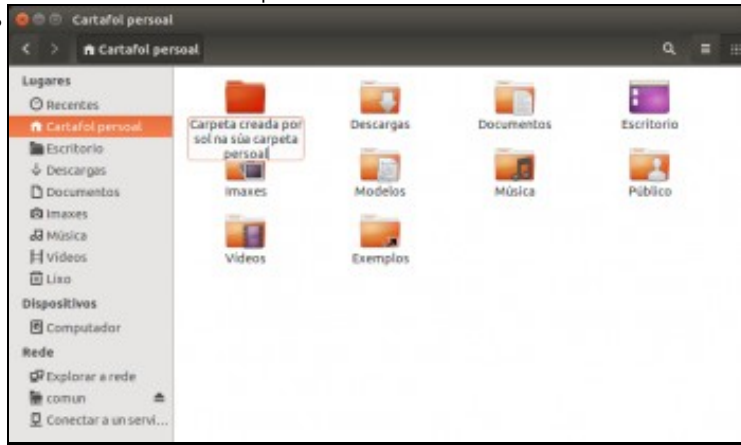 Cartafol persoal
Cartafol persoal
Lugares
Recentes
Cartafol persoal
Escritorio
Descargas
Documentos
Imaxes
Música
Vídeos
Lixo
Dispositivos
Computador
Rede
Explorar a rede
comun
Conectar a un servi...
Carpeta creada por
sol na súa carpeta
persoal
Descargas
Documentos
Escritorio
Imaxes
Modelos
Música
Público
Vídeos
Exemplos